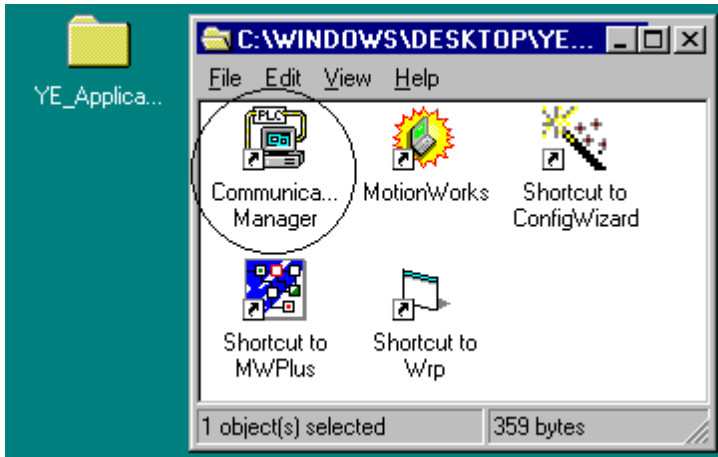 YE_Applica...
C:\WINDOWS\DESKTOP\YE...
File Edit View Help
PLC
Communica... MotionWorks Shortcut to
Manager ConfigWizard
Shortcut to Shortcut to
MWPlus Wrp
1 object(s) selected 359 bytes